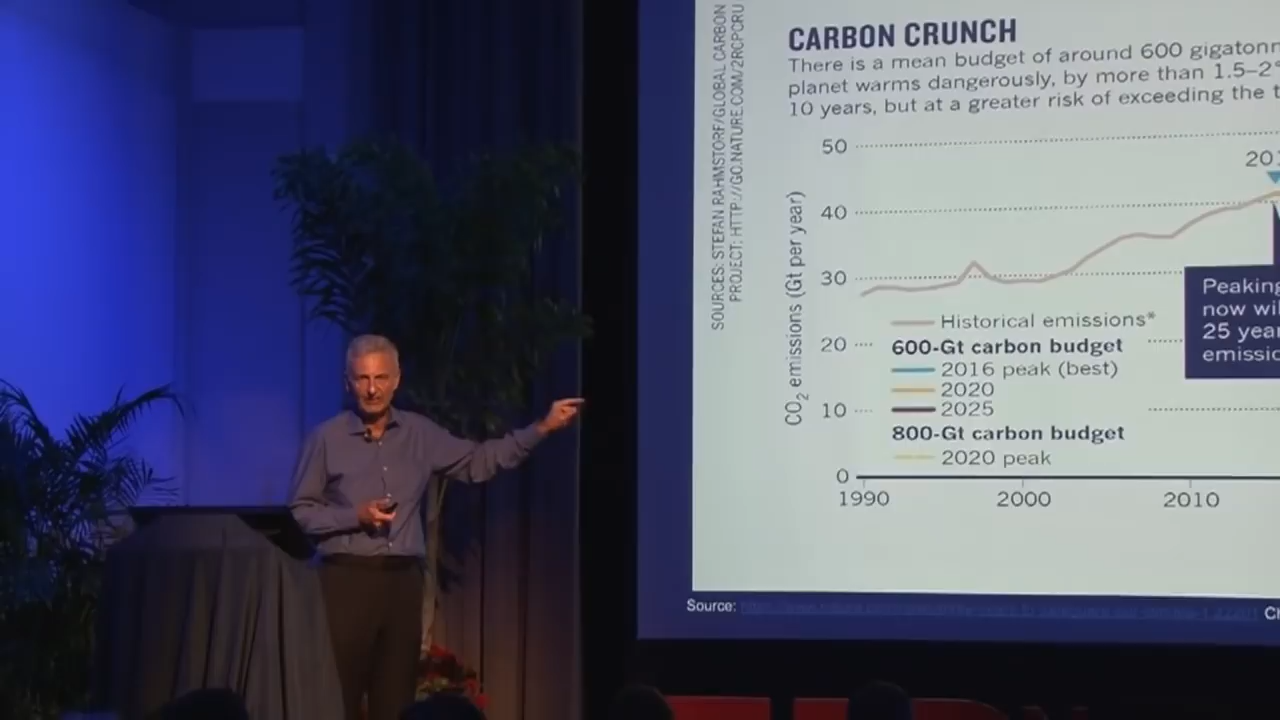 SOURCES: STEFAN RAHMSTORF/GLOBAL CARBON
PROJECT: HTTP://GO.NATURE.COM/2RCPCRU
CARBON CRUNCH
There is a mean budget of around 600 gigatonn
planet warms dangerously, by more than 1.5–2°
10 years, but at a greater risk of exceeding the t
50
40
30
20
10
0
CO2 emissions (Gt per year)
201
Peaking
now wil
25 year
emissio
Historical emissions*
600-Gt carbon budget
2016 peak (best)
2020
2025
800-Gt carbon budget
2020 peak
1990
2000
2010
Source: